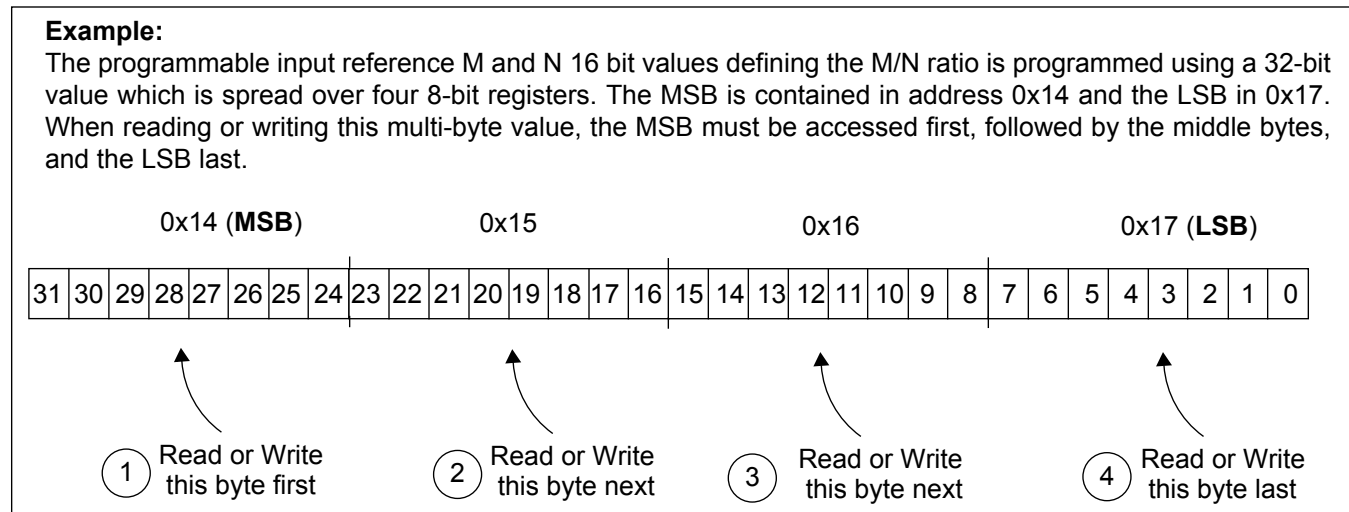 Example:
The programmable input reference M and N 16 bit values defining the M/N ratio is programmed using a 32-bit
value which is spread over four 8-bit registers. The MSB is contained in address 0x14 and the LSB in 0x17.
When reading or writing this multi-byte value, the MSB must be accessed first, followed by the middle bytes,
and the LSB last.
0x14 (MSB) 0x15 0x16 0x17 (LSB)
31 30 29 28 27 26 25 24 23 22 21 20 19 18 17 16 15 14 13 12 11 10 9 8 7 6 5 4 3 2 1 0
1 Read or Write
this byte first
2 Read or Write
this byte next
3 Read or Write
this byte next
4 Read or Write
this byte last